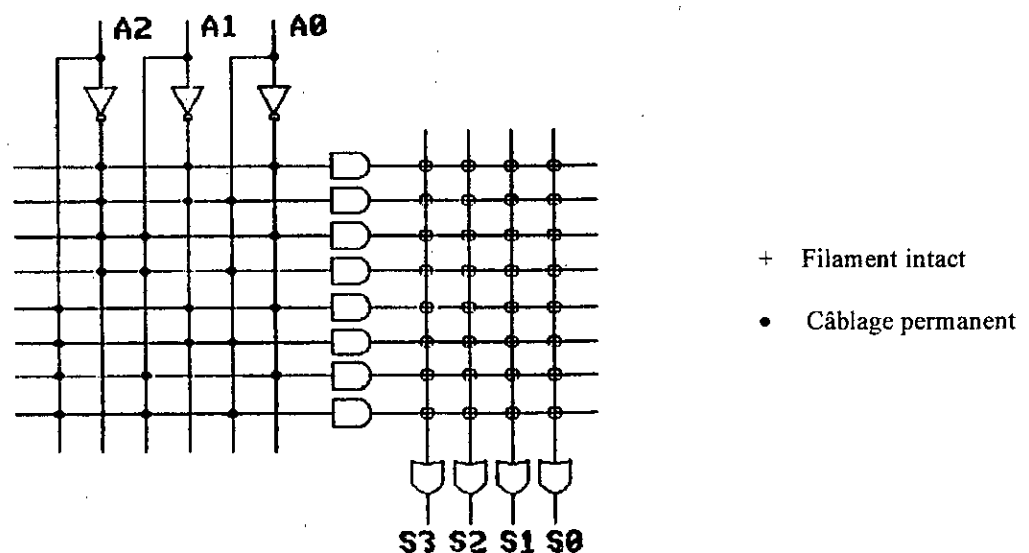 A2 A1 A0
+ Filament intact
• Câblage permanent
S3 S2 S1 S0